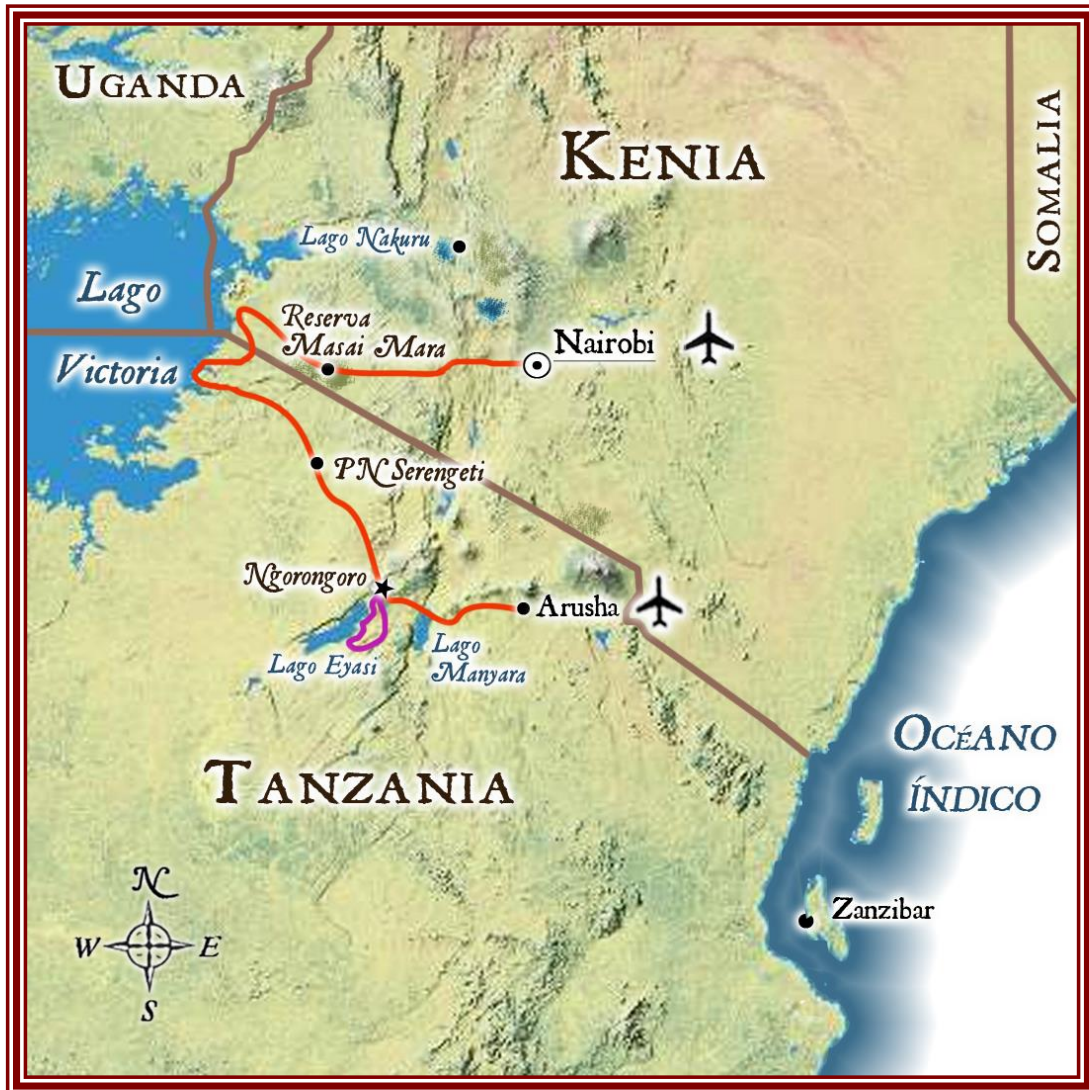 UGANDA
KENIA
SOMALIA
Lago Nakuru
Lago
Victoria
Reserva
Masai Mara
Nairobi
PN Serengeti
Ngorongoro
Arusha
Lago Eyasi
Lago
Manyara
TANZANIA
OCÉANO
ÍNDICO
Zanzibar
N
W E
S